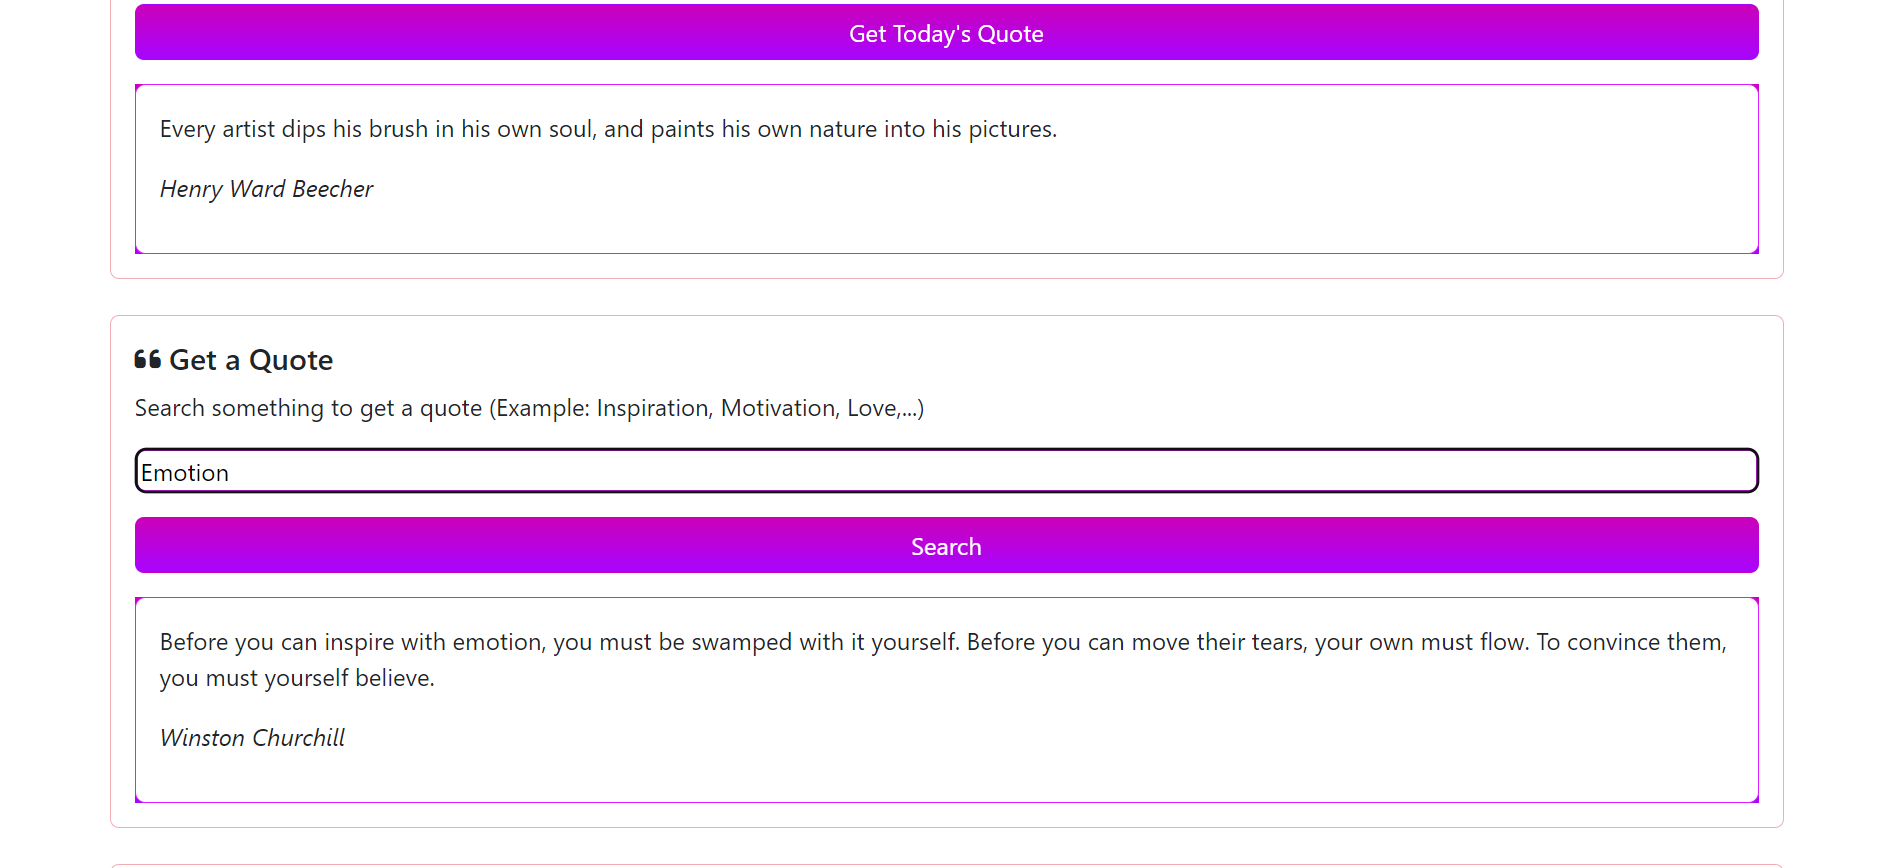 Get Today's Quote
Every artist dips his brush in his own soul, and paints his own nature into his pictures.
Henry Ward Beecher
Get a Quote
Search something to get a quote (Example: Inspiration, Motivation, Love,...)
Emotion
Search
Before you can inspire with emotion, you must be swamped with it yourself. Before you can move their tears, your own must flow. To convince them,
you must yourself believe.
Winston Churchill